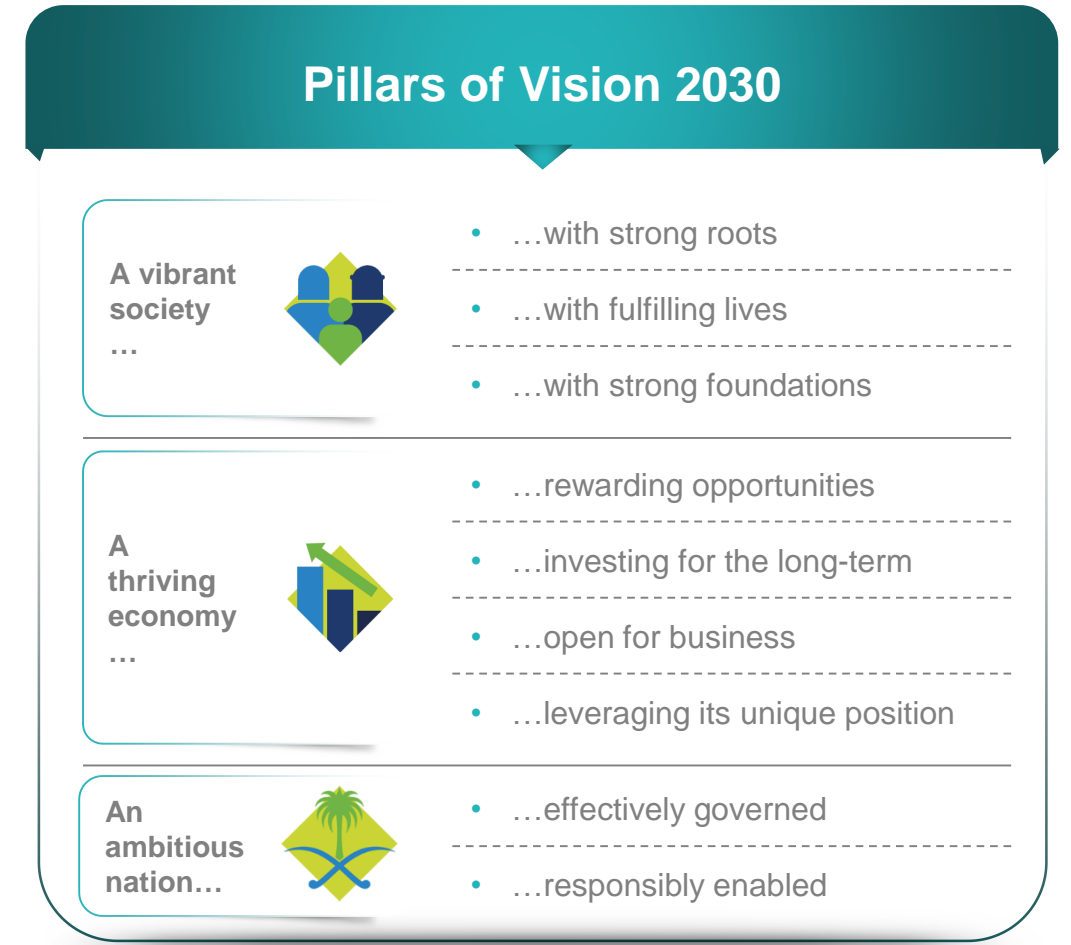 Pillars of Vision 2030
A vibrant
society
…
• …with strong roots
• …with fulfilling lives
• …with strong foundations
A
thriving
economy
…
• …rewarding opportunities
• …investing for the long-term
• …open for business
• …leveraging its unique position
An
ambitious
nation…
• …effectively governed
• …responsibly enabled